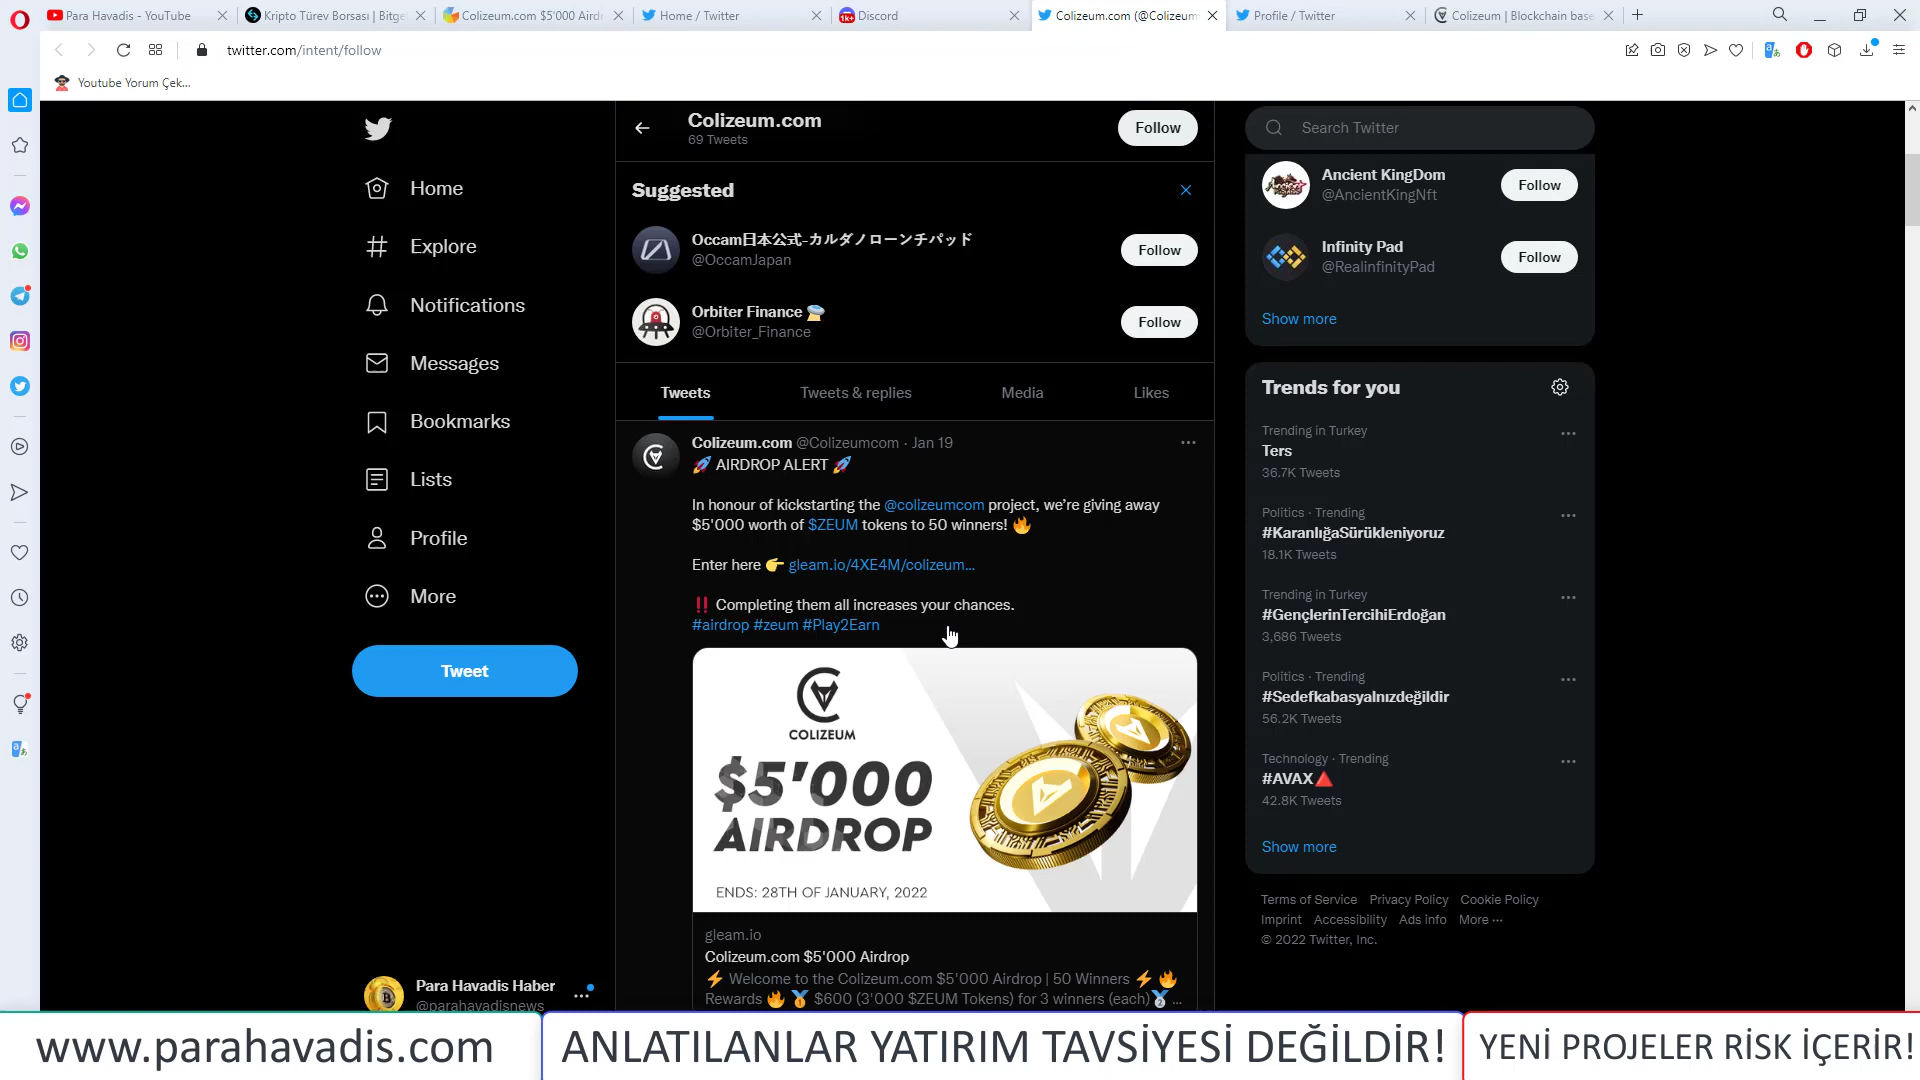 Para Havadis - YouTube
Kripto Türev Borsası | Bitge
Colizeum.com $5'000 Airdr
Home / Twitter
1K+
Discord
Colizeum.com (@Colizeum
Profile / Twitter
Colizeum | Blockchain base
twitter.com/intent/follow
Youtube Yorum Çek...
Home
Explore
Notifications
Messages
Bookmarks
Lists
Profile
More
Tweet
Para Havadis Haber
@parahavadisnews
Colizeum.com
69 Tweets
Follow
Suggested
Occam日本公式-カルダノローンチパッド
@OccamJapan
Follow
Orbiter Finance 🛸
@Orbiter_Finance
Follow
Tweets
Tweets & replies
Media
Likes
Colizeum.com @Colizeumcom · Jan 19
🚀 AIRDROP ALERT 🚀
In honour of kickstarting the @colizeumcom project, we're giving away
$5'000 worth of $ZEUM tokens to 50 winners! 🔥
Enter here 👉 gleam.io/4XE4M/colizeum...
‼️ Completing them all increases your chances.
#airdrop #zeum #Play2Earn
COLIZEUM
$5'000
AIRDROP
ENDS: 28TH OF JANUARY, 2022
gleam.io
Colizeum.com $5'000 Airdrop
⚡ Welcome to the Colizeum.com $5'000 Airdrop | 50 Winners ⚡ 🔥
Rewards 🔥 🥇 $600 (3'000 $ZEUM Tokens) for 3 winners (each)🥈 ...
Search Twitter
Ancient KingDom
@AncientKingNft
Follow
Infinity Pad
@RealinfinityPad
Follow
Show more
Trends for you
Trending in Turkey
Ters
36.7K Tweets
Politics · Trending
#KaranlığaSürükleniyoruz
18.1K Tweets
Trending in Turkey
#GençlerinTercihiErdoğan
3,686 Tweets
Politics · Trending
#Sedefkabasyalnızdeğildir
56.2K Tweets
Technology · Trending
#AVAX🔺
42.8K Tweets
Show more
Terms of Service Privacy Policy Cookie Policy
Imprint Accessibility Ads info More ···
© 2022 Twitter, Inc.
www.parahavadis.com
ANLATILANLAR YATIRIM TAVSİYESİ DEĞİLDİR!
YENİ PROJELER RİSK İÇERİR!